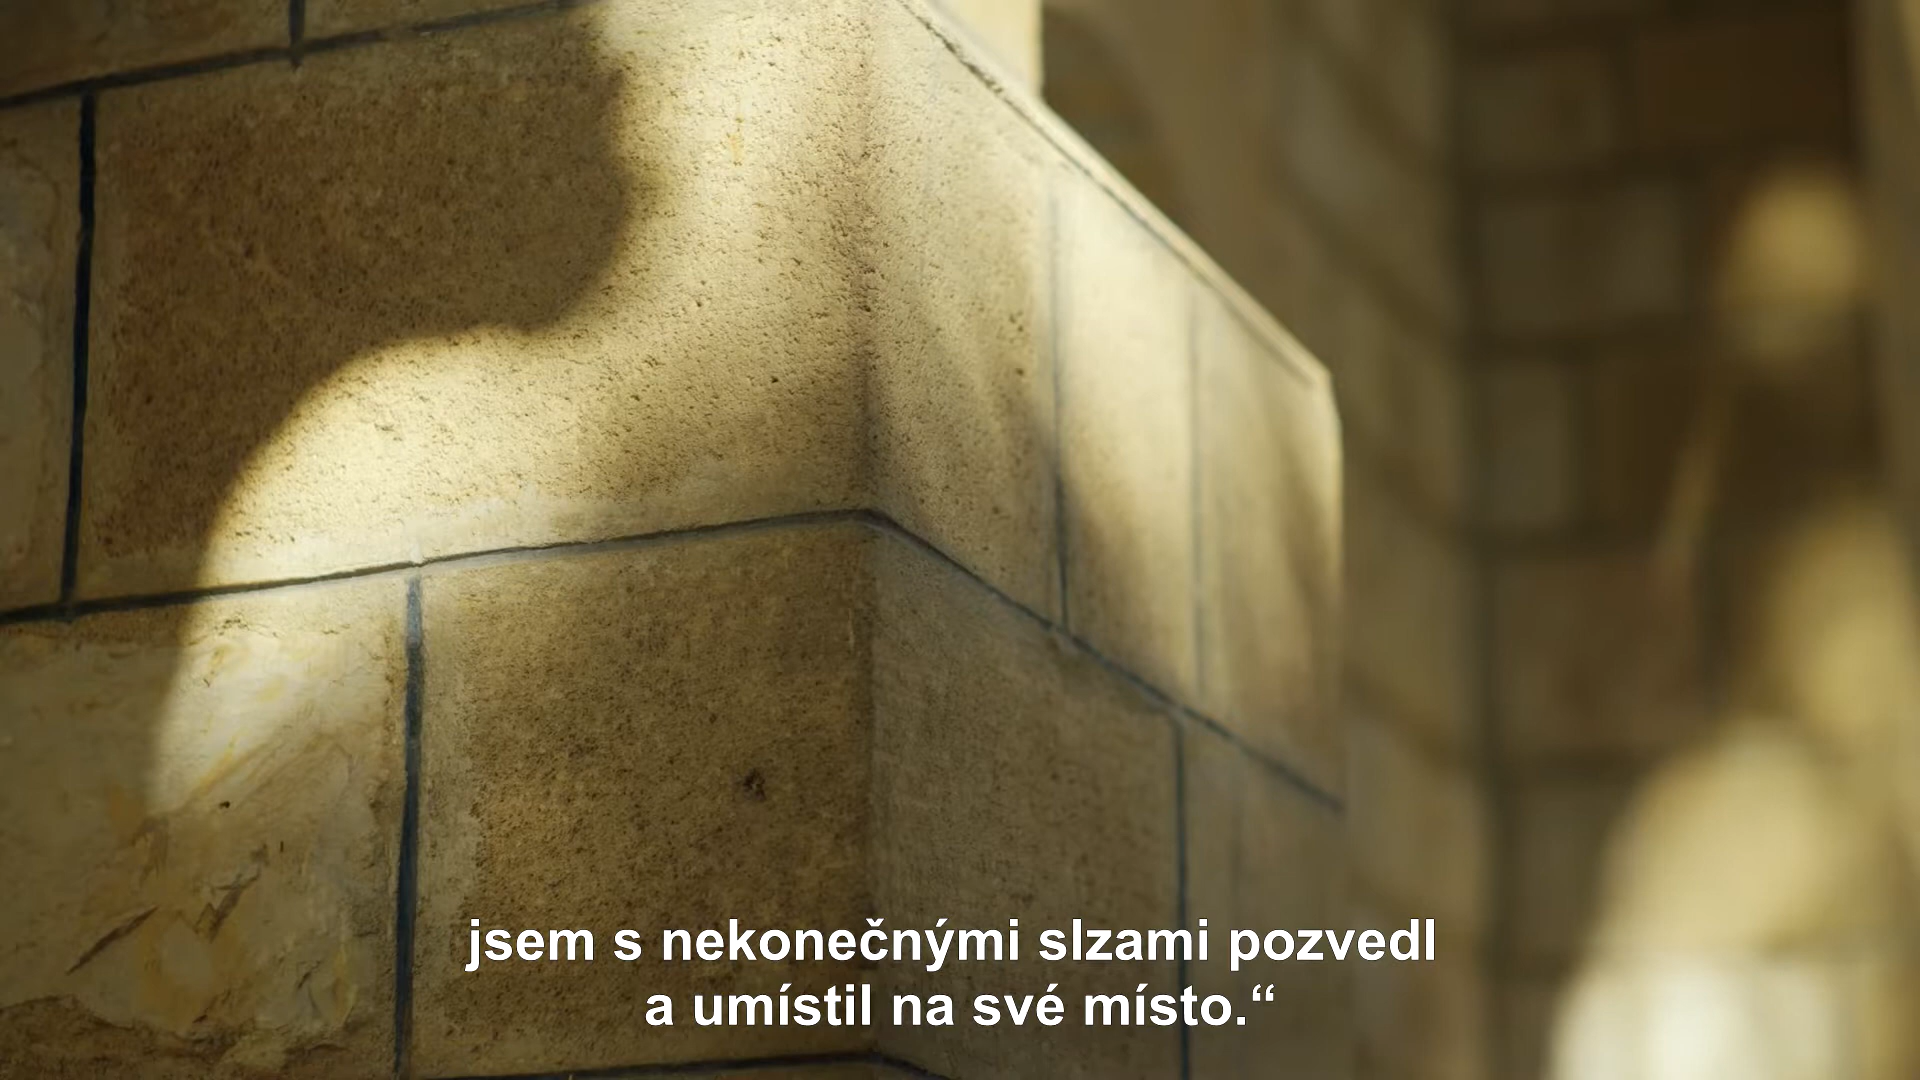 jsem s nekonečnými slzami pozvedl
a umístil na své místo.“